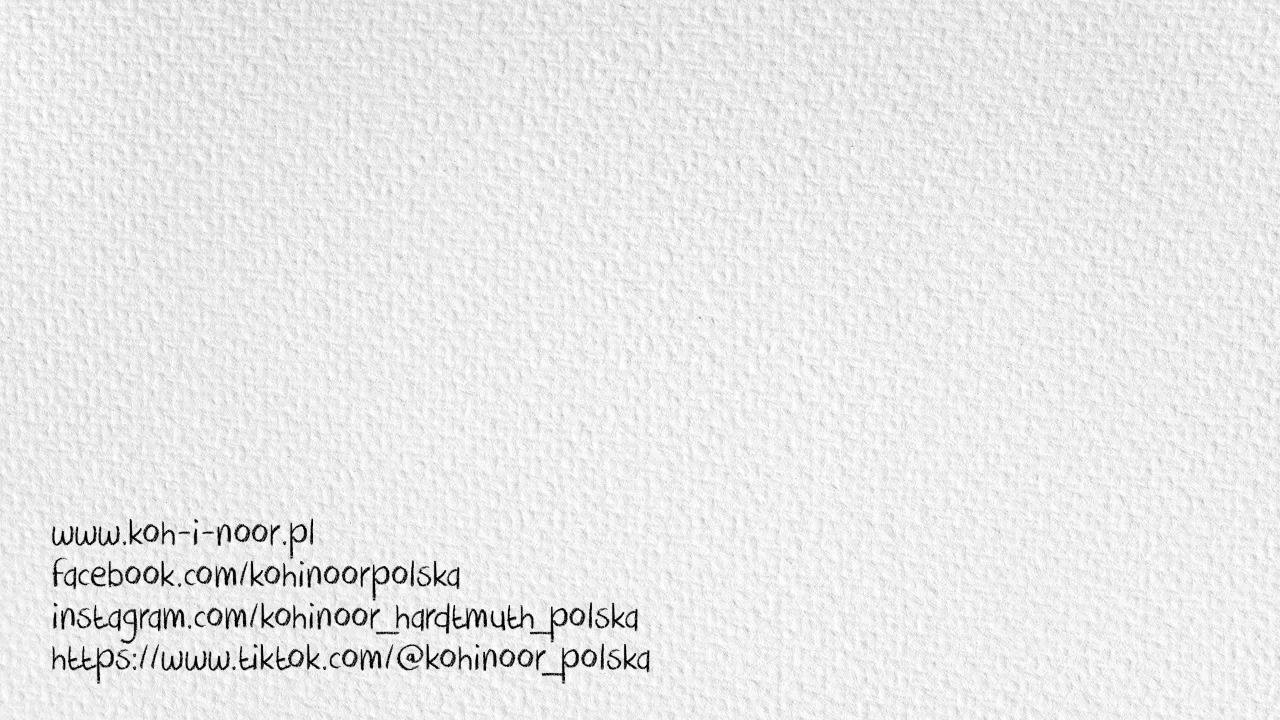 www.koh-i-noor.pl
facebook.com/kohinoorpolska
instagram.com/kohinoor_hardtmuth_polska
https://www.tiktok.com/@kohinoor_polska